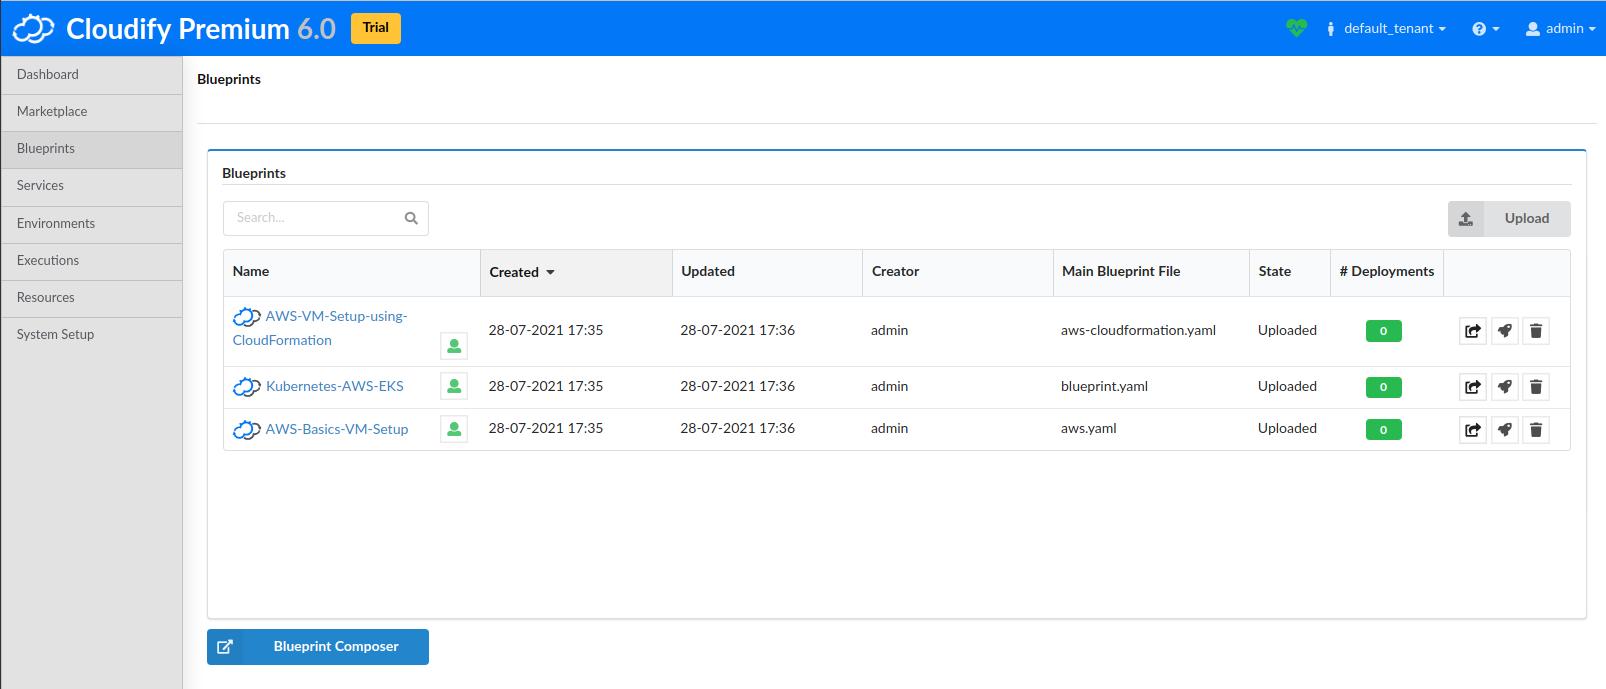 Cloudify Premium 6.0 Trial
default_tenant
admin
Dashboard
Marketplace
Blueprints
Services
Environments
Executions
Resources
System Setup
Blueprints
Blueprints
Search...
Upload
Name Created Updated Creator Main Blueprint File State # Deployments
AWS-VM-Setup-using-
CloudFormation
28-07-2021 17:35 28-07-2021 17:36 admin aws-cloudformation.yaml Uploaded 0
Kubernetes-AWS-EKS 28-07-2021 17:35 28-07-2021 17:36 admin blueprint.yaml Uploaded 0
AWS-Basics-VM-Setup 28-07-2021 17:35 28-07-2021 17:36 admin aws.yaml Uploaded 0
Blueprint Composer